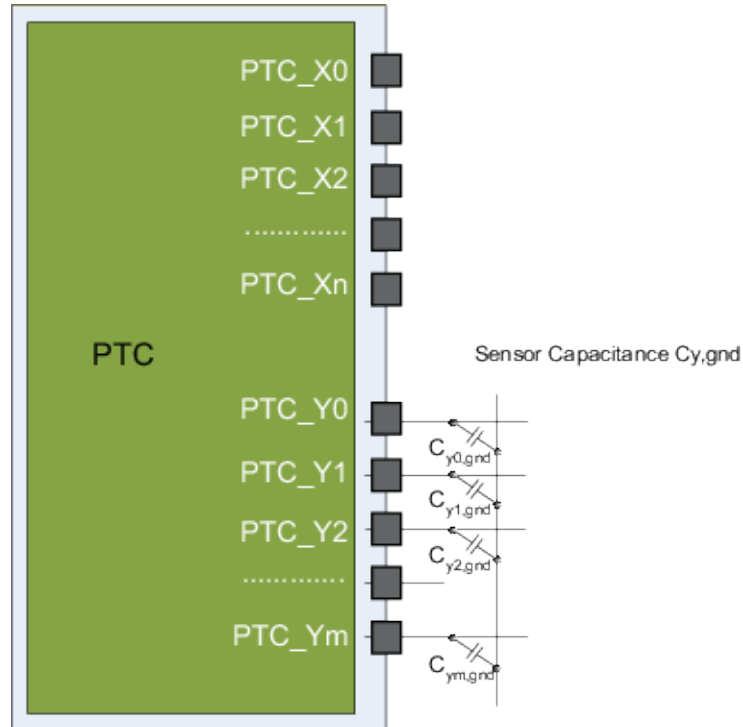 PTC_X0
PTC_X1
PTC_X2
............
PTC_Xn
PTC
Sensor Capacitance Cy,gnd
PTC_Y0
Cy0,gnd
PTC_Y1
Cy1,gnd
PTC_Y2
Cy2,gnd
............
PTC_Ym
Cym,gnd